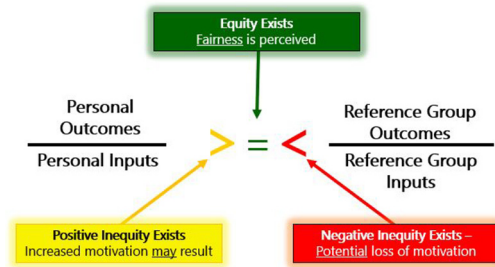 Equity Exists
Fairness is perceived
Personal
Outcomes
Personal Inputs
> = <
Reference Group
Outcomes
Reference Group
Inputs
Positive Inequity Exists
Increased motivation may result
Negative Inequity Exists –
Potential loss of motivation